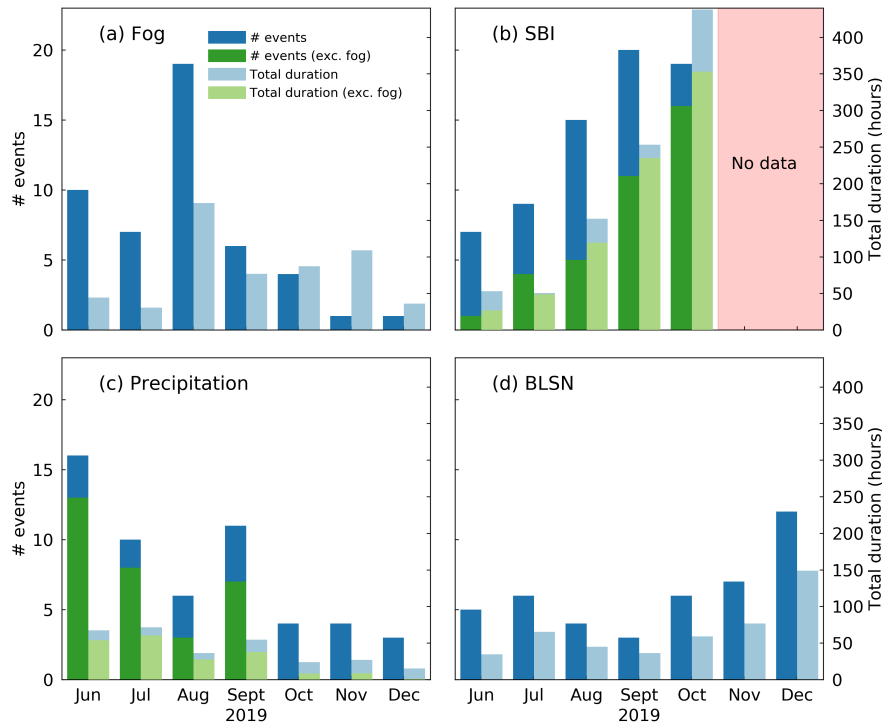 (a) Fog
# events
# events (exc. fog)
Total duration
Total duration (exc. fog)
# events
20
15
10
5
0
(b) SBI
No data
400
350
300
250
200
150
100
50
0
Total duration (hours)
(c) Precipitation
# events
20
15
10
5
0
Jun Jul Aug Sept Oct Nov Dec
2019
(d) BLSN
400
350
300
250
200
150
100
50
0
Total duration (hours)
Jun Jul Aug Sept Oct Nov Dec
2019